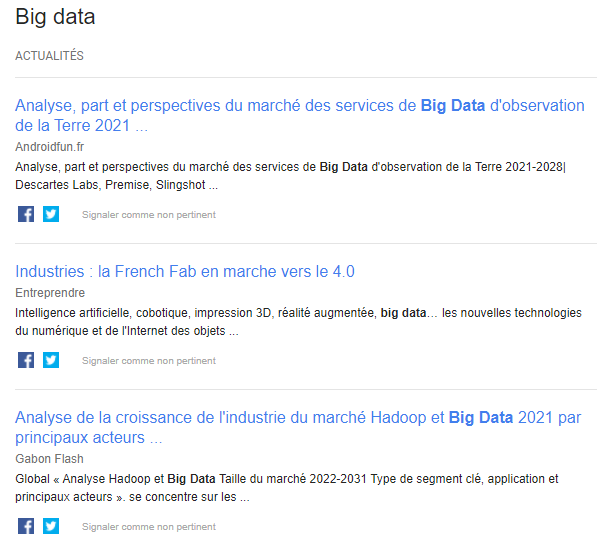 Big data
ACTUALITÉS
Analyse, part et perspectives du marché des services de Big Data d'observation
de la Terre 2021 ...
Androidfun.fr
Analyse, part et perspectives du marché des services de Big Data d'observation de la Terre 2021-2028|
Descartes Labs, Premise, Slingshot ...
Signaler comme non pertinent
Industries : la French Fab en marche vers le 4.0
Entreprendre
Intelligence artificielle, cobotique, impression 3D, réalité augmentée, big data… les nouvelles technologies
du numérique et de l'Internet des objets ...
Signaler comme non pertinent
Analyse de la croissance de l'industrie du marché Hadoop et Big Data 2021 par
principaux acteurs ...
Gabon Flash
Global « Analyse Hadoop et Big Data Taille du marché 2022-2031 Type de segment clé, application et
principaux acteurs ». se concentre sur les ...
Signaler comme non pertinent